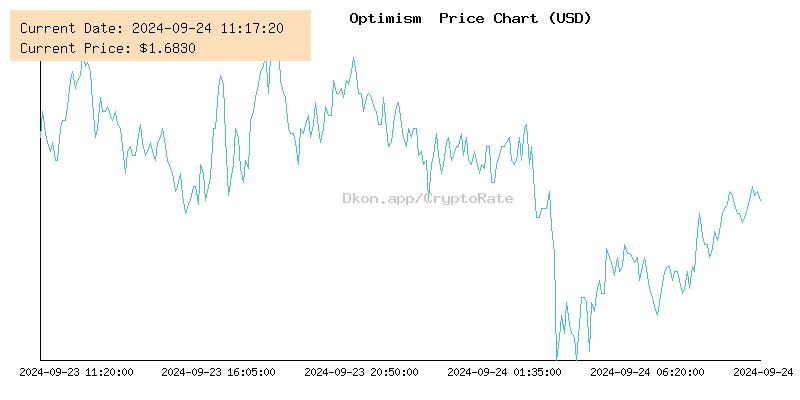 Optimism Price Chart (USD)
Current Date: 2024-09-24 11:17:20
Current Price: $1.6830
Dkon.app/CryptoRate
2024-09-23 11:20:00 2024-09-23 16:05:00 2024-09-23 20:50:00 2024-09-24 01:35:00 2024-09-24 06:20:00 2024-09-24